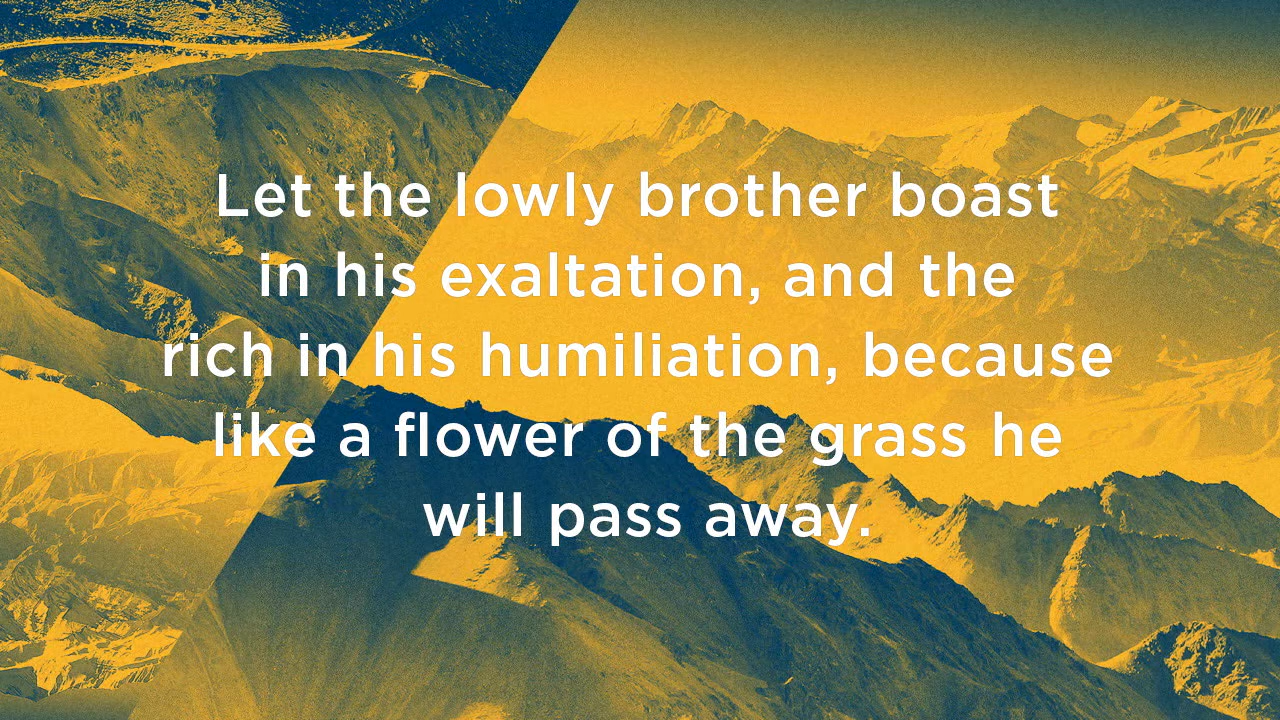 Let the lowly brother boast
in his exaltation, and the
rich in his humiliation, because
like a flower of the grass he
will pass away.